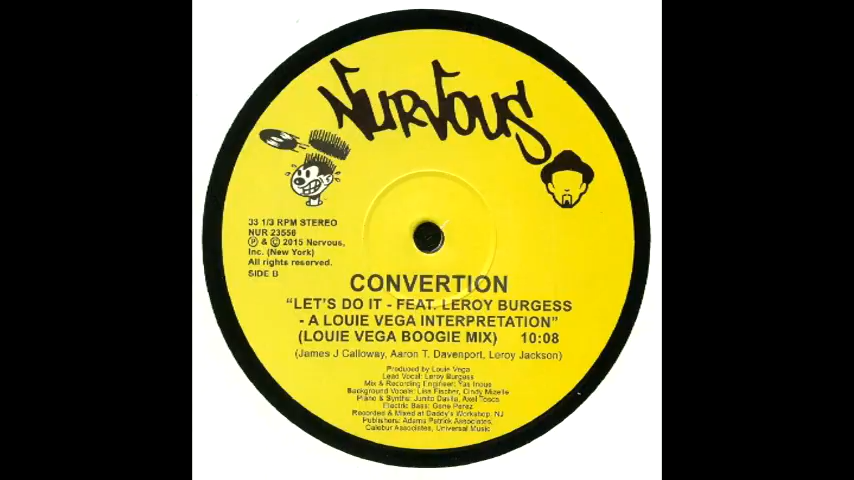 NURVOUS
33 1/3 RPM STEREO
NUR 23556
Ⓟ & © 2015 Nervous,
Inc. (New York)
All rights reserved.
SIDE B
CONVERTION
"LET'S DO IT - FEAT. LEROY BURGESS
- A LOUIE VEGA INTERPRETATION"
(LOUIE VEGA BOOGIE MIX) 10:08
(James J Calloway, Aaron T. Davenport, Leroy Jackson)
Produced by Louie Vega
Lead Vocal: Leroy Burgess
Mix & Recording Engineer: Yas Inoue
Background Vocals: Lisa Fischer, Cindy Mizelle
Piano & Synths: Junito Davila, Axel Tosca
Electric Bass: Gene Perez
Recorded & Mixed at Daddy's Workshop, NJ
Publishers: Adams Patrick Associates,
Calebur Associates, Universal Music